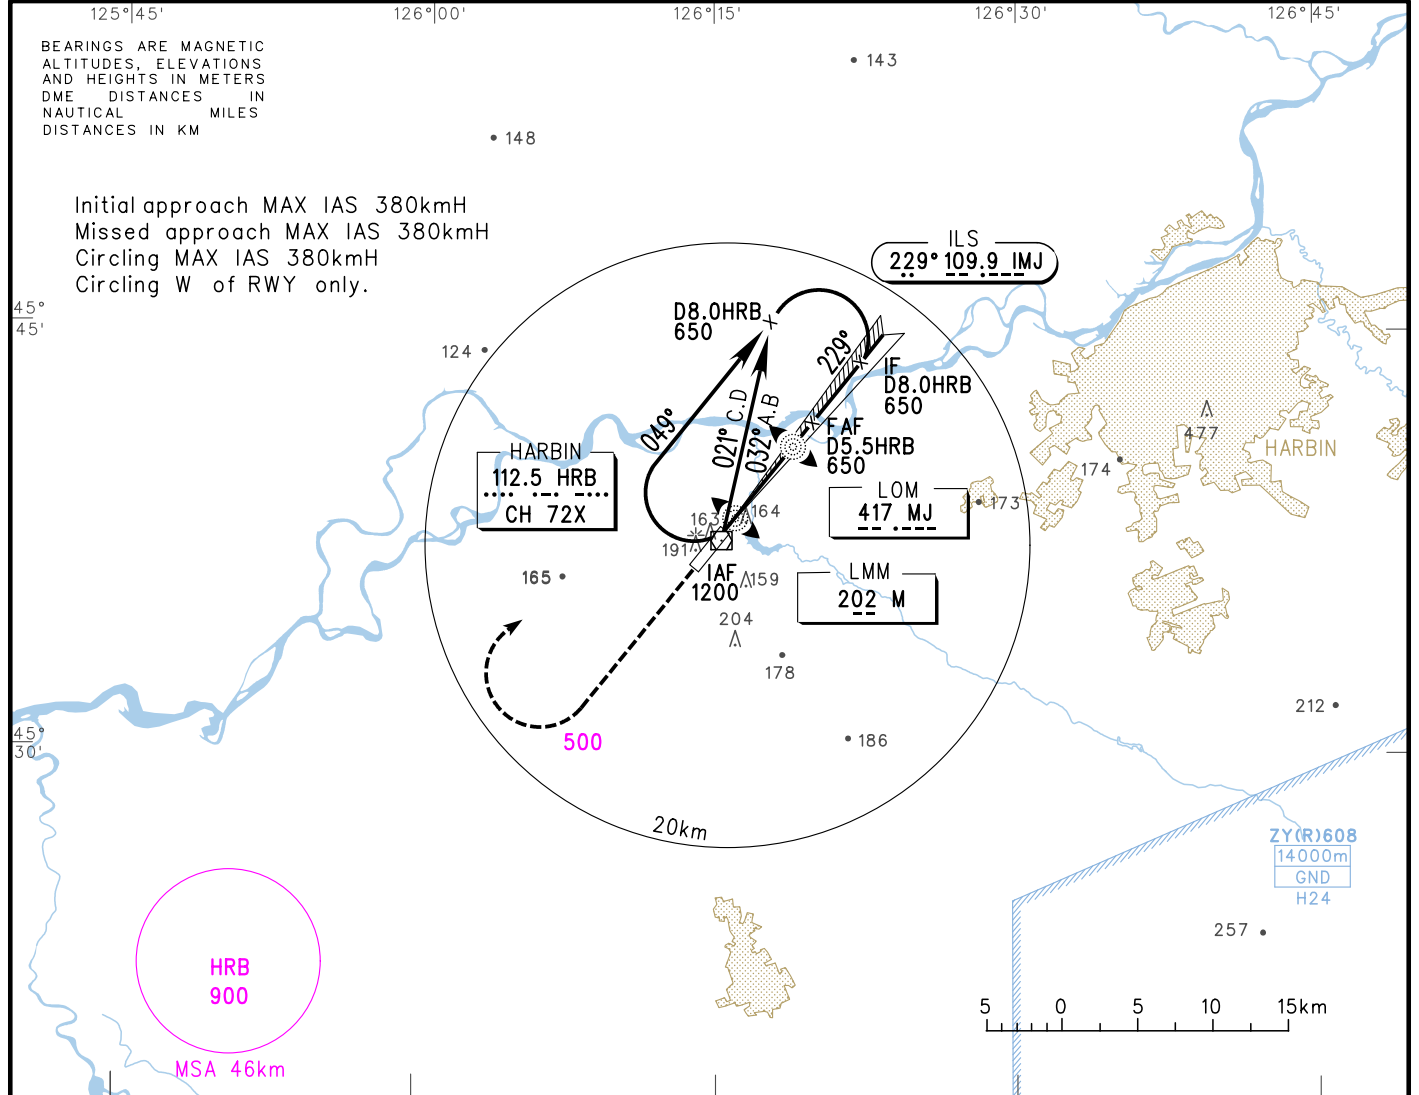 125°45'
126°00'
126°15'
126°30'
126°45'
BEARINGS ARE MAGNETIC
ALTITUDES, ELEVATIONS
AND HEIGHTS IN METERS
DME DISTANCES IN
NAUTICAL MILES
DISTANCES IN KM
143
148
Initial approach MAX IAS 380kmH
Missed approach MAX IAS 380kmH
Circling MAX IAS 380kmH
Circling W of RWY only.
ILS
229° 109.9 IMJ
45°
45'
D8.0HRB
650
124
229°
IF
D8.0HRB
650
049°
021° C.D
032° A.B
FAF
D5.5HRB
650
477
HARBIN
174
HARBIN
112.5 HRB
CH 72X
LOM
417 MJ
173
163
164
191
165
IAF
1200
159
LMM
202 M
204
178
212
45°
30'
500
186
20km
ZY(R)608
14000m
GND
H24
257
HRB
900
MSA 46km
5 0 5 10 15km